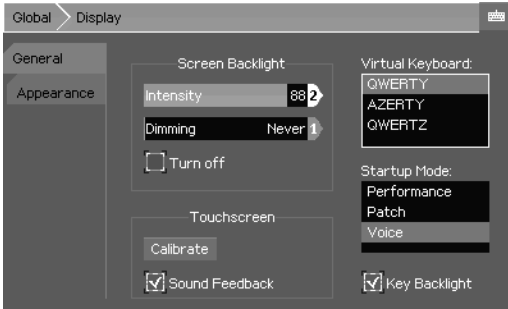 Global Display
General
Appearance
Screen Backlight
Intensity 88 2
Dimming Never 1
Turn off
Touchscreen
Calibrate
Sound Feedback
Virtual Keyboard:
QWERTY
AZERTY
QWERTZ
Startup Mode:
Performance
Patch
Voice
Key Backlight